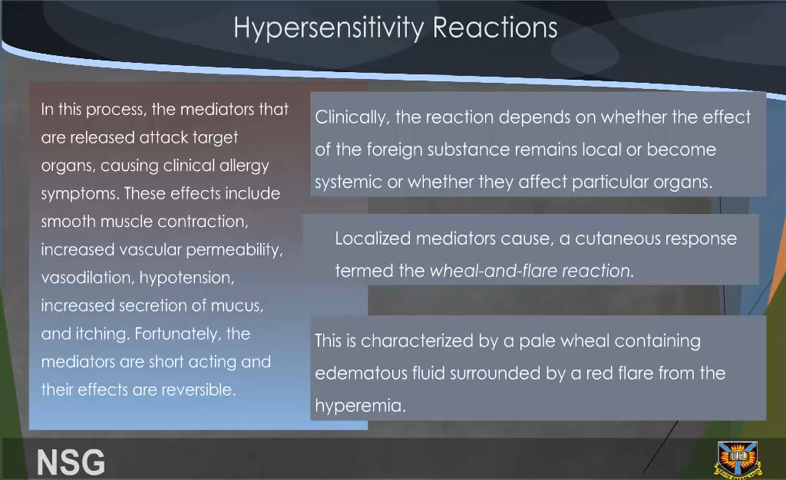 Hypersensitivity Reactions
In this process, the mediators that
are released attack target
organs, causing clinical allergy
symptoms. These effects include
smooth muscle contraction,
increased vascular permeability,
vasodilation, hypotension,
increased secretion of mucus,
and itching. Fortunately, the
mediators are short acting and
their effects are reversible.
Clinically, the reaction depends on whether the effect
of the foreign substance remains local or become
systemic or whether they affect particular organs.
Localized mediators cause, a cutaneous response
termed the wheal-and-flare reaction.
This is characterized by a pale wheal containing
edematous fluid surrounded by a red flare from the
hyperemia.
NSG